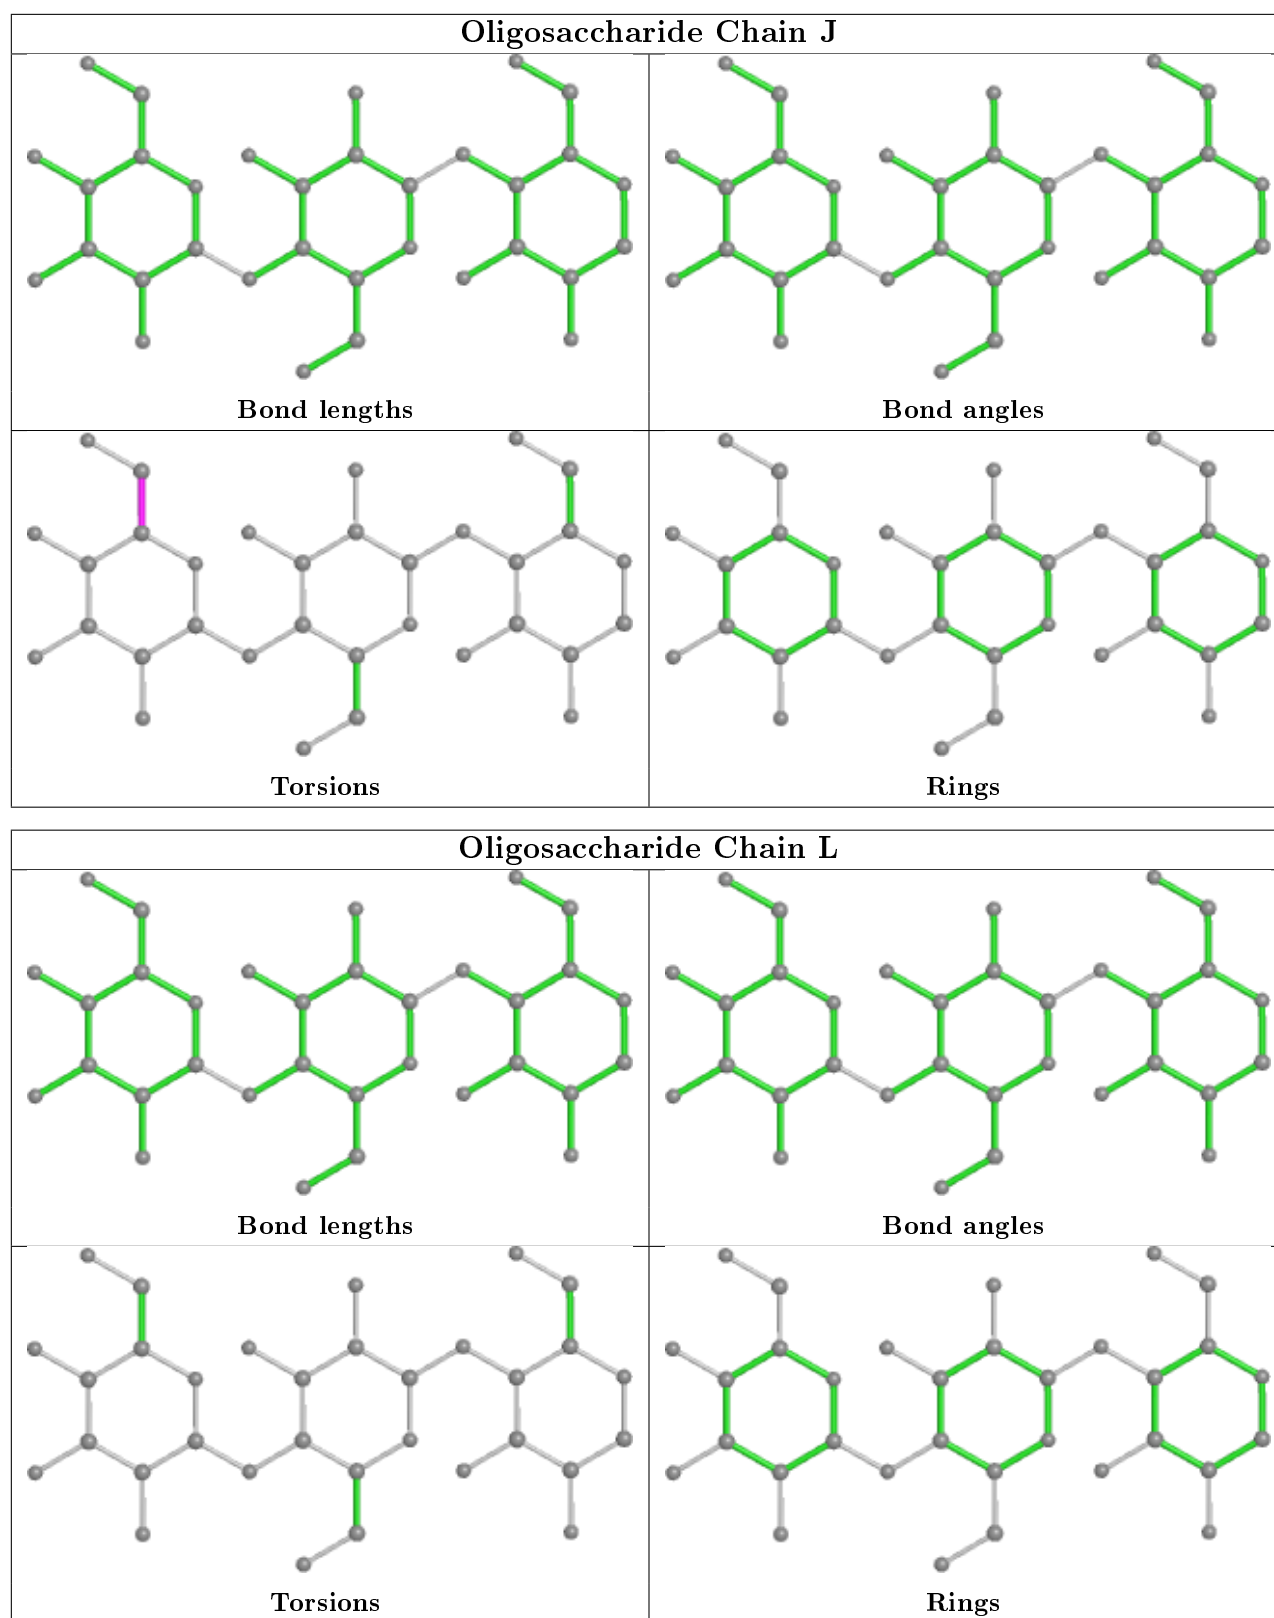 Oligosaccharide Chain J
Bond lengths
Bond angles
Torsions
Rings
Oligosaccharide Chain L
Bond lengths
Bond angles
Torsions
Rings